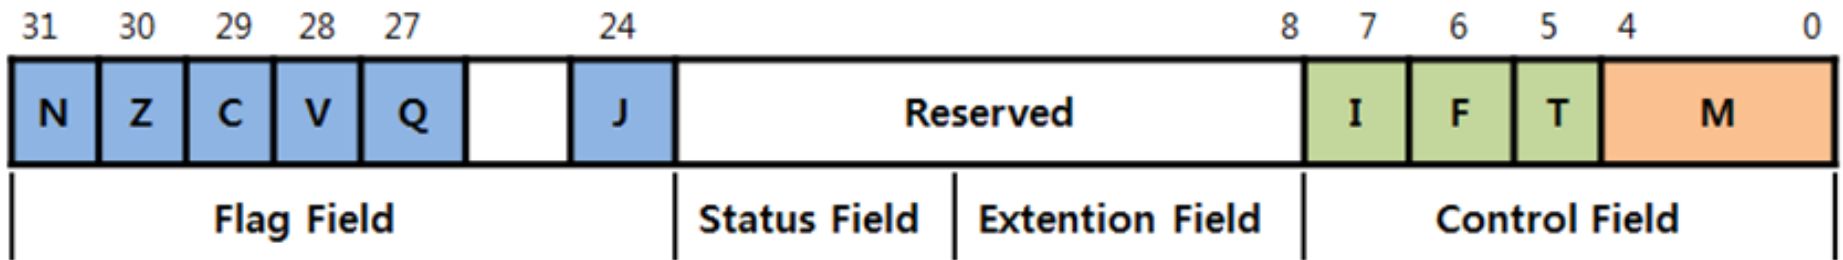 31 30 29 28 27 24 8 7 6 5 4 0
N Z C V Q J Reserved I F T M
Flag Field Status Field Extention Field Control Field